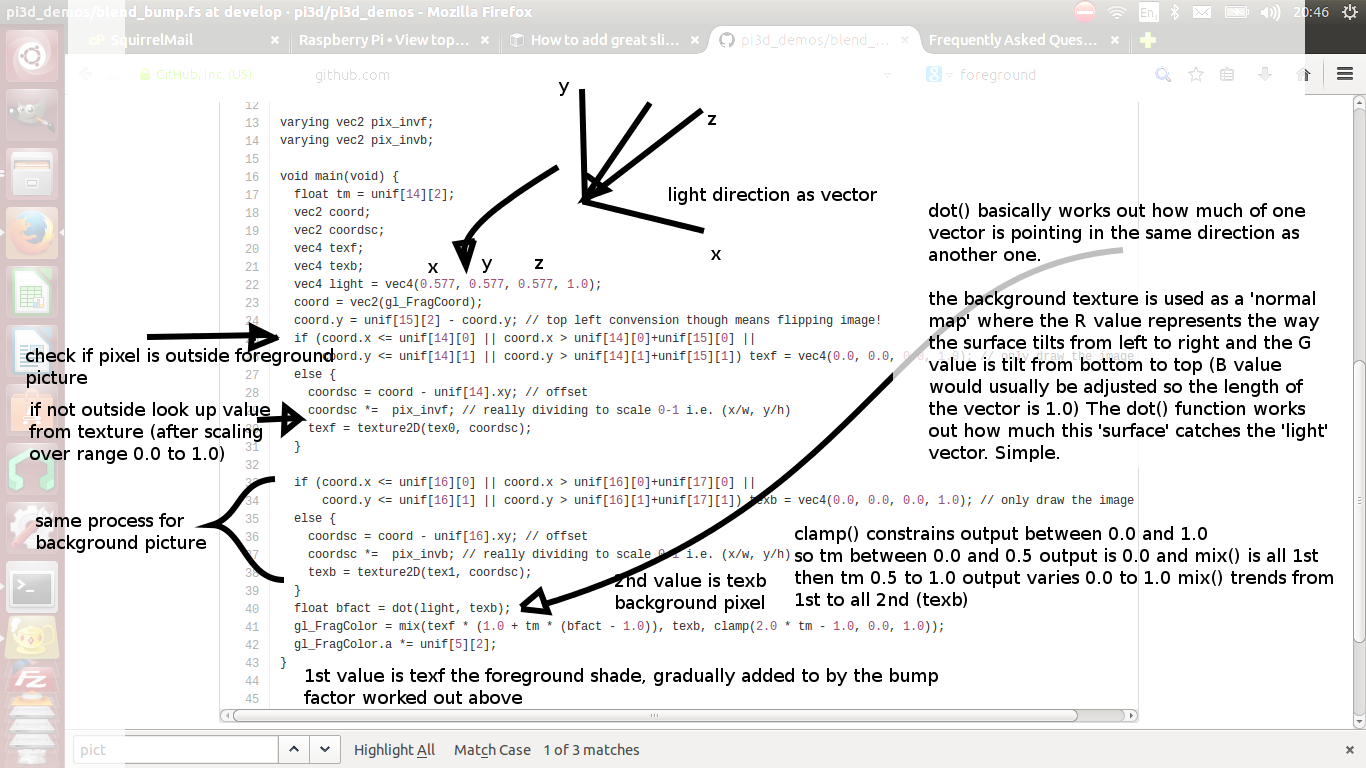 pi3d_demos/blend_bump.fs at develop · pi3d/pi3d_demos - Mozilla Firefox
En
20:46
SquirrelMail
Raspberry Pi • View top...
How to add great sli...
pi3d_demos/blend_...
Frequently Asked Ques...
GitHub, Inc. (US)
github.com
foreground
12
13 varying vec2 pix_invf;
14 varying vec2 pix_invb;
15
16 void main(void) {
17 float tm = unif[14][2];
18 vec2 coord;
19 vec2 coordsc;
20 vec4 texf;
21 vec4 texb;
22 vec4 light = vec4(0.577, 0.577, 0.577, 1.0);
23 coord = vec2(gl_FragCoord);
24 coord.y = unif[15][2] - coord.y; // top left convension though means flipping image!
if (coord.x <= unif[14][0] || coord.x > unif[14][0]+unif[15][0] ||
coord.y <= unif[14][1] || coord.y > unif[14][1]+unif[15][1]) texf = vec4(0.0, 0.0, 0.0, 1.0); // only draw the image
27 else {
28 coordsc = coord - unif[14].xy; // offset
coordsc *= pix_invf; // really dividing to scale 0-1 i.e. (x/w, y/h)
texf = texture2D(tex0, coordsc);
31 }
32
33 if (coord.x <= unif[16][0] || coord.x > unif[16][0]+unif[17][0] ||
34 coord.y <= unif[16][1] || coord.y > unif[16][1]+unif[17][1]) texb = vec4(0.0, 0.0, 0.0, 1.0); // only draw the image
35 else {
36 coordsc = coord - unif[16].xy; // offset
37 coordsc *= pix_invb; // really dividing to scale 0-1 i.e. (x/w, y/h)
38 texb = texture2D(tex1, coordsc);
39 }
40 float bfact = dot(light, texb);
41 gl_FragColor = mix(texf * (1.0 + tm * (bfact - 1.0)), texb, clamp(2.0 * tm - 1.0, 0.0, 1.0));
42 gl_FragColor.a *= unif[5][2];
43 }
44
45
y
z
x
light direction as vector
x y z
dot() basically works out how much of one
vector is pointing in the same direction as
another one.
the background texture is used as a 'normal
map' where the R value represents the way
the surface tilts from left to right and the G
value is tilt from bottom to top (B value
would usually be adjusted so the length of
the vector is 1.0) The dot() function works
out how much this 'surface' catches the 'light'
vector. Simple.
check if pixel is outside foreground
picture
if not outside look up value
from texture (after scaling
over range 0.0 to 1.0)
same process for
background picture
clamp() constrains output between 0.0 and 1.0
so tm between 0.0 and 0.5 output is 0.0 and mix() is all 1st
then tm 0.5 to 1.0 output varies 0.0 to 1.0 mix() trends from
1st to all 2nd (texb)
2nd value is texb
background pixel
1st value is texf the foreground shade, gradually added to by the bump
factor worked out above
pict
Highlight All
Match Case
1 of 3 matches